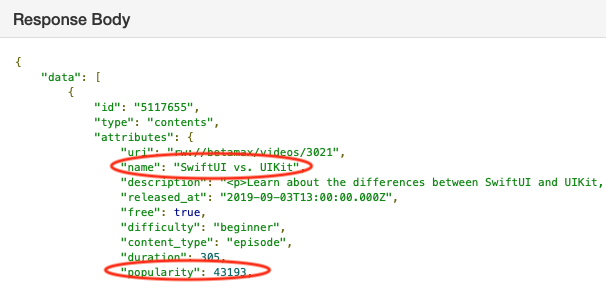 Response Body
{
"data": [
{
"id": "5117655",
"type": "contents",
"attributes": {
"uri": "rw://betamax/videos/3021",
"name": "SwiftUI vs. UIKit",
"description": "<p>Learn about the differences between SwiftUI and UIKit,
"released_at": "2019-09-03T13:00:00.000Z",
"free": true,
"difficulty": "beginner",
"content_type": "episode",
"duration": 305,
"popularity": 43193,